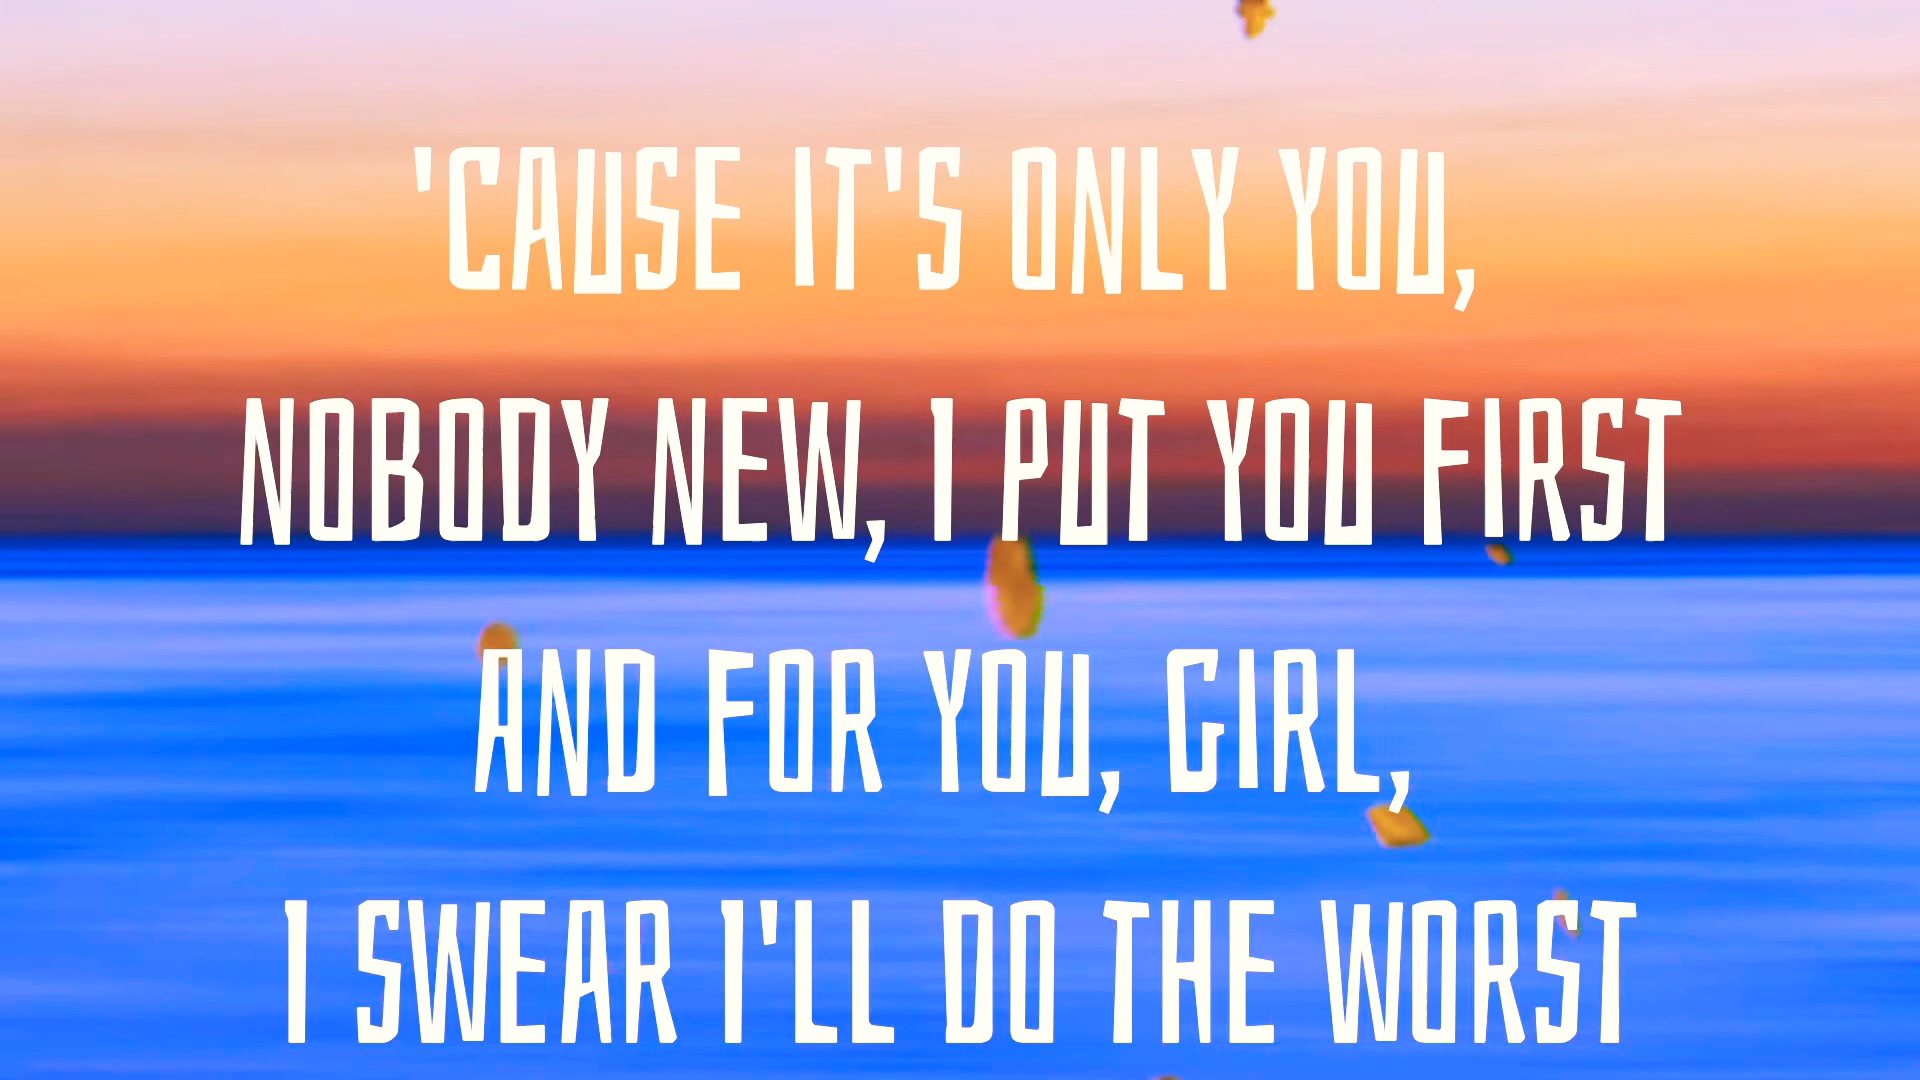 'CAUSE IT'S ONLY YOU,
NOBODY NEW, I PUT YOU FIRST
AND FOR YOU, GIRL,
I SWEAR I'LL DO THE WORST